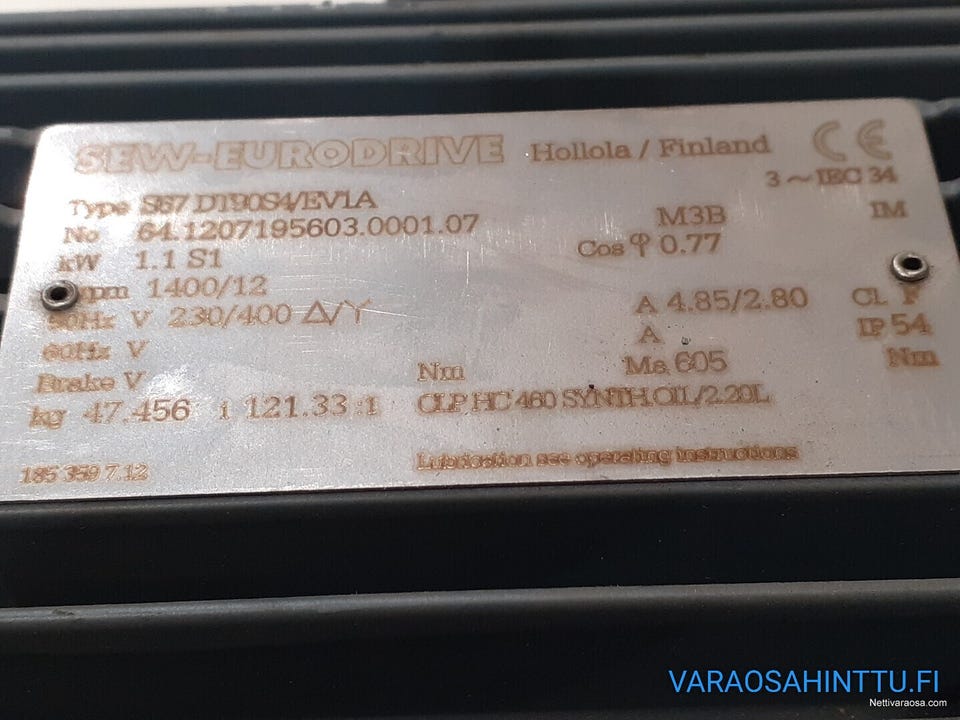 SEW-EURODRIVE Hollola / Finland CE
3 ~ IEC 34
Type S67 DT90S4/EV1A
No 64.1207195603.0001.07 M3B IM
kW 1.1 S1 Cos φ 0.77
rpm 1400/12
50Hz V 230/400 Δ/Y A 4.85/2.80 CL F
60Hz V A IP 54
Brake V Nm Ma 605 Nm
kg 47.456 i 121.33 :1 CLP HC 460 SYNTH.OIL/2.20L
Lubrication see operating instructions
185 359 7.12
VARAOSAHINTTU.FI
Nettivaraosa.com